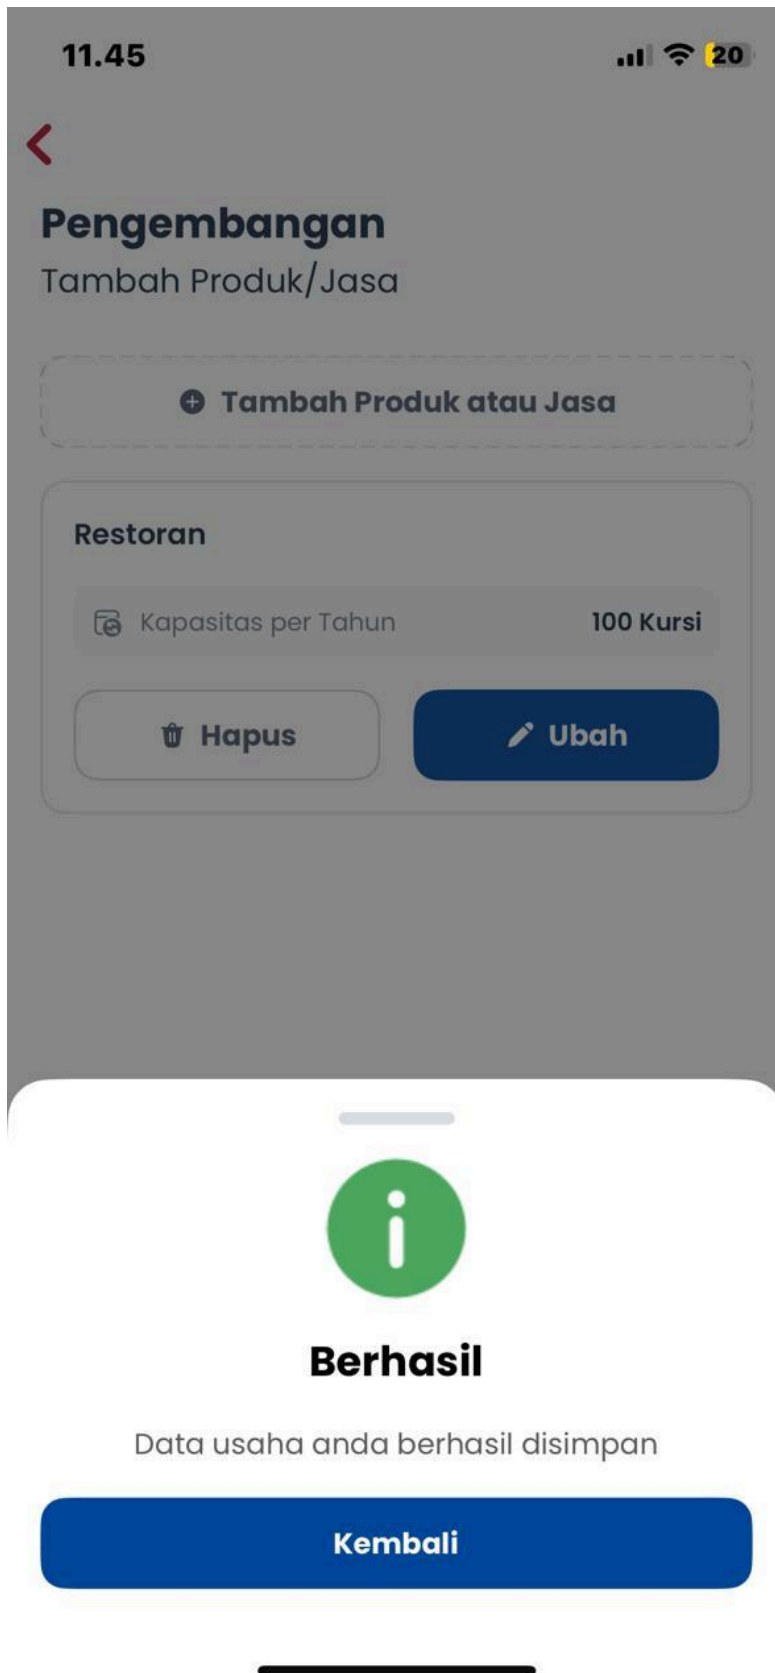 11.45
20
Pengembangan
Tambah Produk/Jasa
Tambah Produk atau Jasa
Restoran
Kapasitas per Tahun 100 Kursi
Hapus Ubah
Berhasil
Data usaha anda berhasil disimpan
Kembali